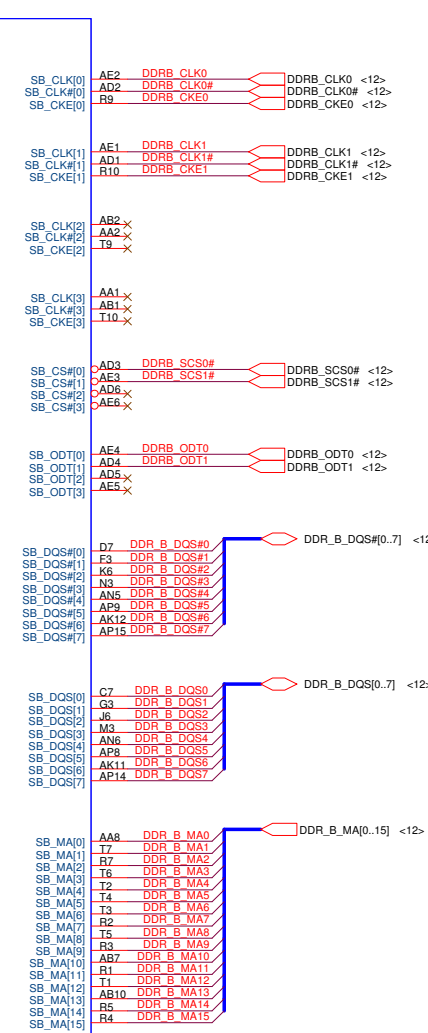 SB_CLK[0] AE2 DDRB_CLK0 DDRB_CLK0 <12>
SB_CLK#[0] AD2 DDRB_CLK0# DDRB_CLK0# <12>
SB_CKE[0] R9 DDRB_CKE0 DDRB_CKE0 <12>
SB_CLK[1] AE1 DDRB_CLK1 DDRB_CLK1 <12>
SB_CLK#[1] AD1 DDRB_CLK1# DDRB_CLK1# <12>
SB_CKE[1] R10 DDRB_CKE1 DDRB_CKE1 <12>
SB_CLK[2] AB2
SB_CLK#[2] AA2
SB_CKE[2] T9
SB_CLK[3] AA1
SB_CLK#[3] AB1
SB_CKE[3] T10
SB_CS#[0] AD3 DDRB_SCS0# DDRB_SCS0# <12>
SB_CS#[1] AE3 DDRB_SCS1# DDRB_SCS1# <12>
SB_CS#[2] AD6
SB_CS#[3] AE6
SB_ODT[0] AE4 DDRB_ODT0 DDRB_ODT0 <12>
SB_ODT[1] AD4 DDRB_ODT1 DDRB_ODT1 <12>
SB_ODT[2] AD5
SB_ODT[3] AE5
DDR_B_DQS#[0..7] <12
SB_DQS#[0] D7 DDR_B_DQS#0
SB_DQS#[1] F3 DDR_B_DQS#1
SB_DQS#[2] K6 DDR_B_DQS#2
SB_DQS#[3] N3 DDR_B_DQS#3
SB_DQS#[4] AN5 DDR_B_DQS#4
SB_DQS#[5] AP9 DDR_B_DQS#5
SB_DQS#[6] AK12 DDR_B_DQS#6
SB_DQS#[7] AP15 DDR_B_DQS#7
DDR_B_DQS[0..7] <12>
SB_DQS[0] C7 DDR_B_DQS0
SB_DQS[1] G3 DDR_B_DQS1
SB_DQS[2] J6 DDR_B_DQS2
SB_DQS[3] M3 DDR_B_DQS3
SB_DQS[4] AN6 DDR_B_DQS4
SB_DQS[5] AP8 DDR_B_DQS5
SB_DQS[6] AK11 DDR_B_DQS6
SB_DQS[7] AP14 DDR_B_DQS7
DDR_B_MA[0..15] <12>
SB_MA[0] AA8 DDR_B_MA0
SB_MA[1] T7 DDR_B_MA1
SB_MA[2] R7 DDR_B_MA2
SB_MA[3] T6 DDR_B_MA3
SB_MA[4] T2 DDR_B_MA4
SB_MA[5] T4 DDR_B_MA5
SB_MA[6] T3 DDR_B_MA6
SB_MA[7] R2 DDR_B_MA7
SB_MA[8] T5 DDR_B_MA8
SB_MA[9] R3 DDR_B_MA9
SB_MA[10] AB7 DDR_B_MA10
SB_MA[11] R1 DDR_B_MA11
SB_MA[12] T1 DDR_B_MA12
SB_MA[13] AB10 DDR_B_MA13
SB_MA[14] R5 DDR_B_MA14
SB_MA[15] R4 DDR_B_MA15